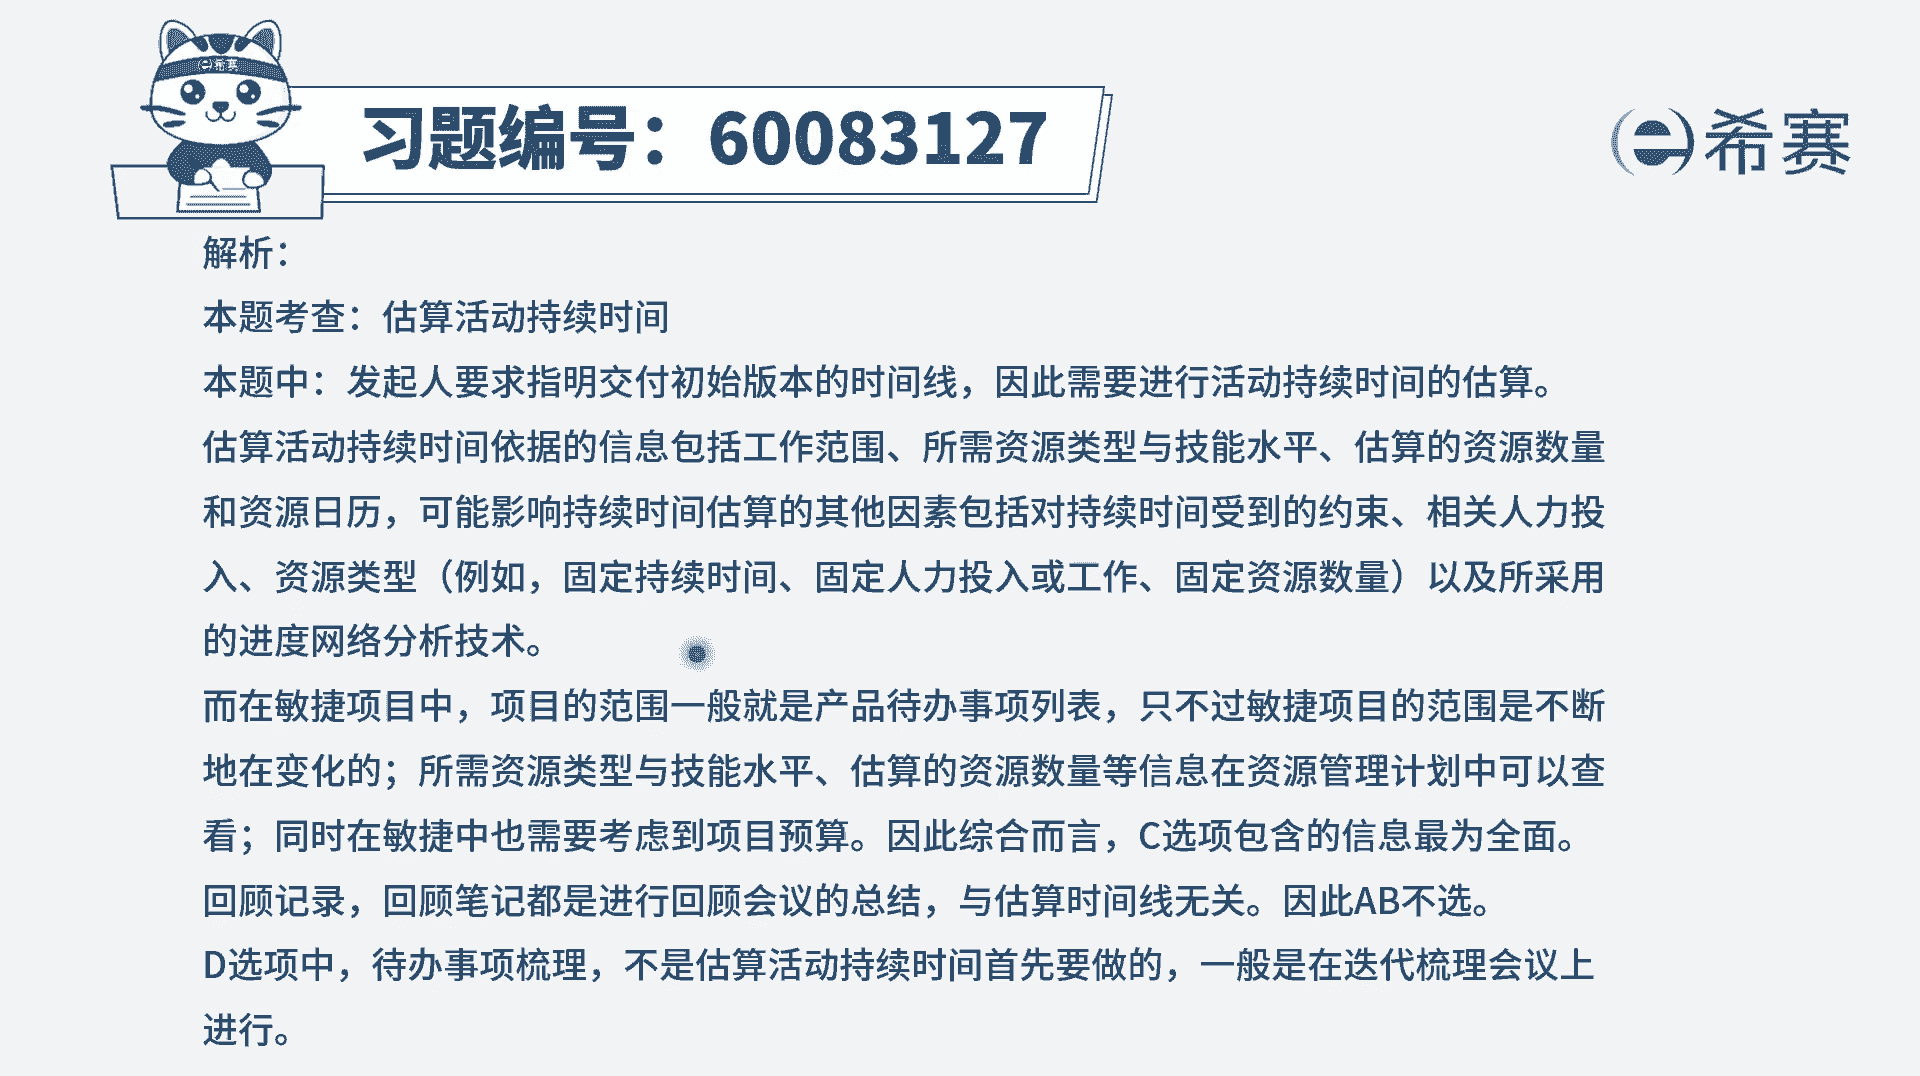 希赛
习题编号：60083127
希赛
解析：
本题考查：估算活动持续时间
本题中：发起人要求指明交付初始版本的时间线，因此需要进行活动持续时间的估算。
估算活动持续时间依据的信息包括工作范围、所需资源类型与技能水平、估算的资源数量
和资源日历，可能影响持续时间估算的其他因素包括对持续时间受到的约束、相关人力投
入、资源类型（例如，固定持续时间、固定人力投入或工作、固定资源数量）以及所采用
的进度网络分析技术。
而在敏捷项目中，项目的范围一般就是产品待办事项列表，只不过敏捷项目的范围是不断
地在变化的；所需资源类型与技能水平、估算的资源数量等信息在资源管理计划中可以查
看；同时在敏捷中也需要考虑到项目预算。因此综合而言，C选项包含的信息最为全面。
回顾记录，回顾笔记都是进行回顾会议的总结，与估算时间线无关。因此AB不选。
D选项中，待办事项梳理，不是估算活动持续时间首先要做的，一般是在迭代梳理会议上
进行。